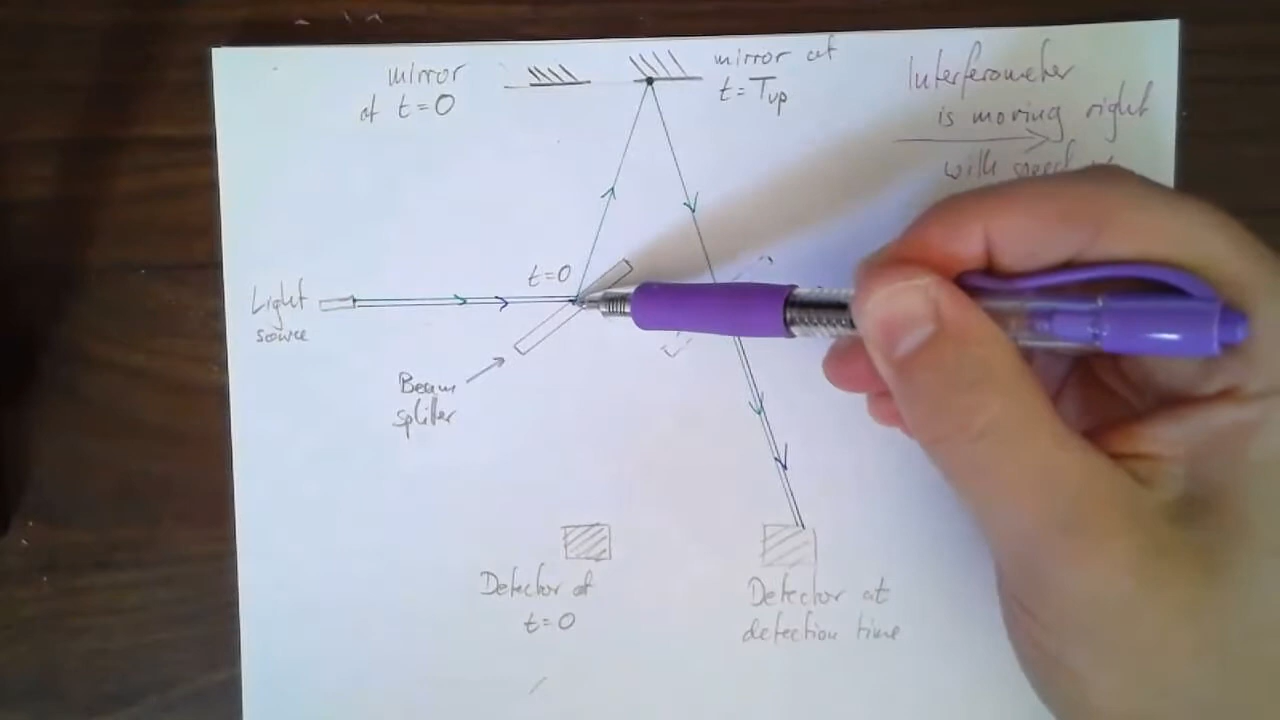 mirror
at t=0
mirror at
t=Tup
Interferometer
is moving right
with speed
t=0
Light
source
Beam
splitter
Detector at
t=0
Detector at
detection time